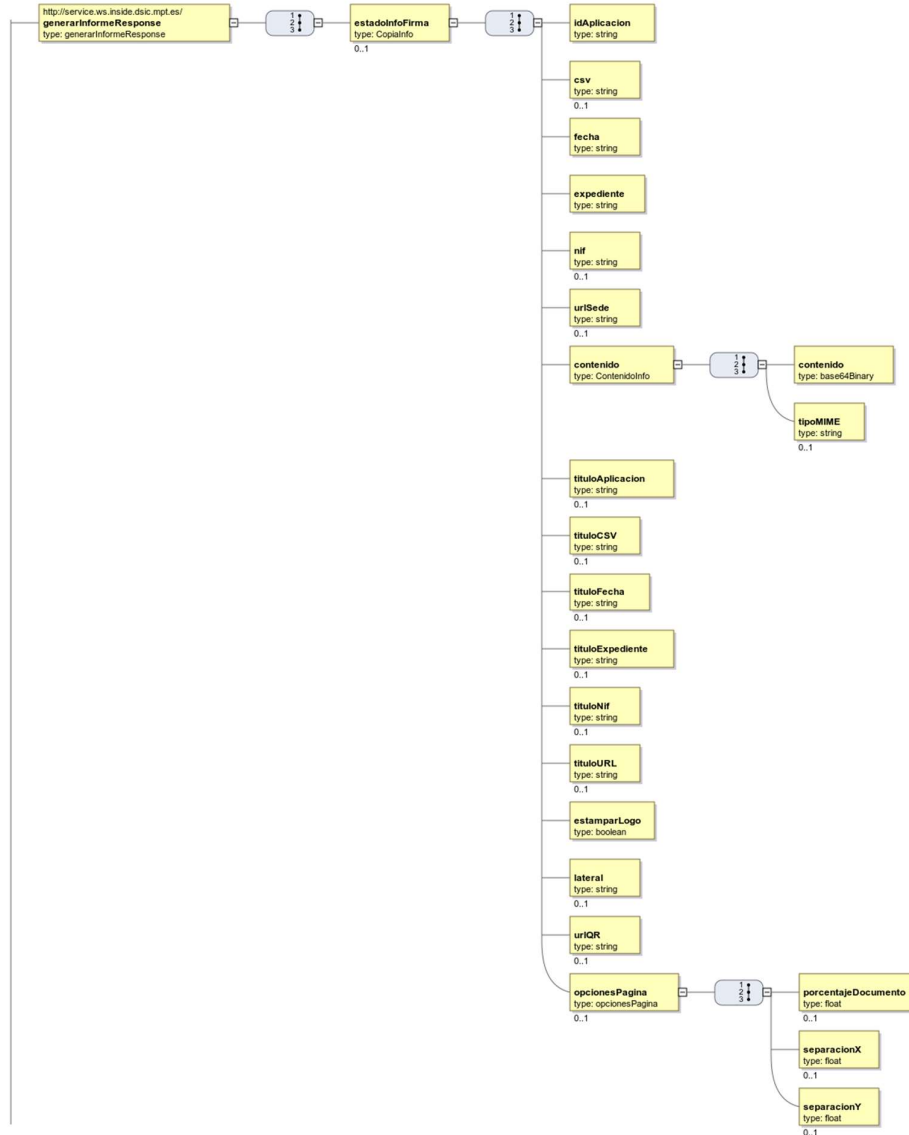 http://service.ws.inside.dsic.mpt.es/
generarInformeResponse
type: generarInformeResponse
1
2
3
estadoInfoFirma
type: CopiaInfo
0..1
1
2
3
idAplicacion
type: string
csv
type: string
0..1
fecha
type: string
expediente
type: string
nif
type: string
0..1
urlSede
type: string
0..1
contenido
type: ContenidoInfo
1
2
3
contenido
type: base64Binary
tipoMIME
type: string
0..1
tituloAplicacion
type: string
0..1
tituloCSV
type: string
0..1
tituloFecha
type: string
0..1
tituloExpediente
type: string
0..1
tituloNif
type: string
0..1
tituloURL
type: string
0..1
estamparLogo
type: boolean
lateral
type: string
0..1
urlQR
type: string
0..1
opcionesPagina
type: opcionesPagina
0..1
1
2
3
porcentajeDocumento
type: float
0..1
separacionX
type: float
0..1
separacionY
type: float
0..1